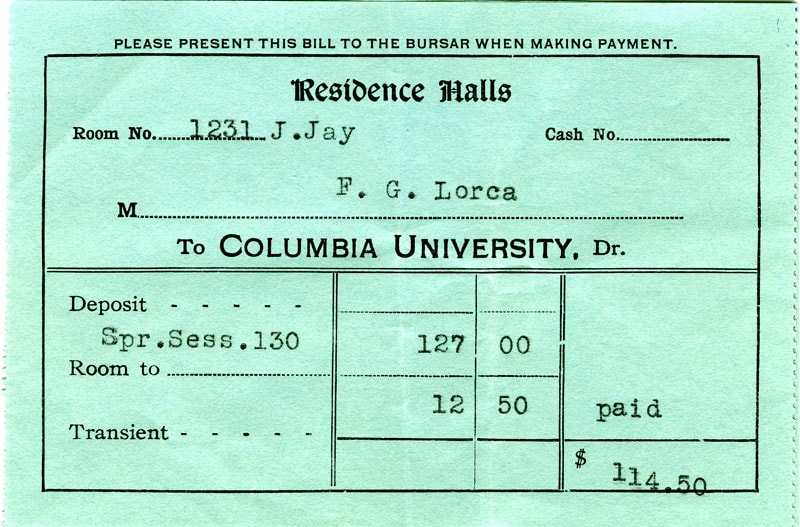 PLEASE PRESENT THIS BILL TO THE BURSAR WHEN MAKING PAYMENT.
Residence Halls
Room No. 1231 J.Jay Cash No.
F. G. Lorca
M
To COLUMBIA UNIVERSITY, Dr.
Deposit - - - - -
Spr.Sess.130 127 00
Room to
12 50 paid
Transient - - - - -
$ 114.50